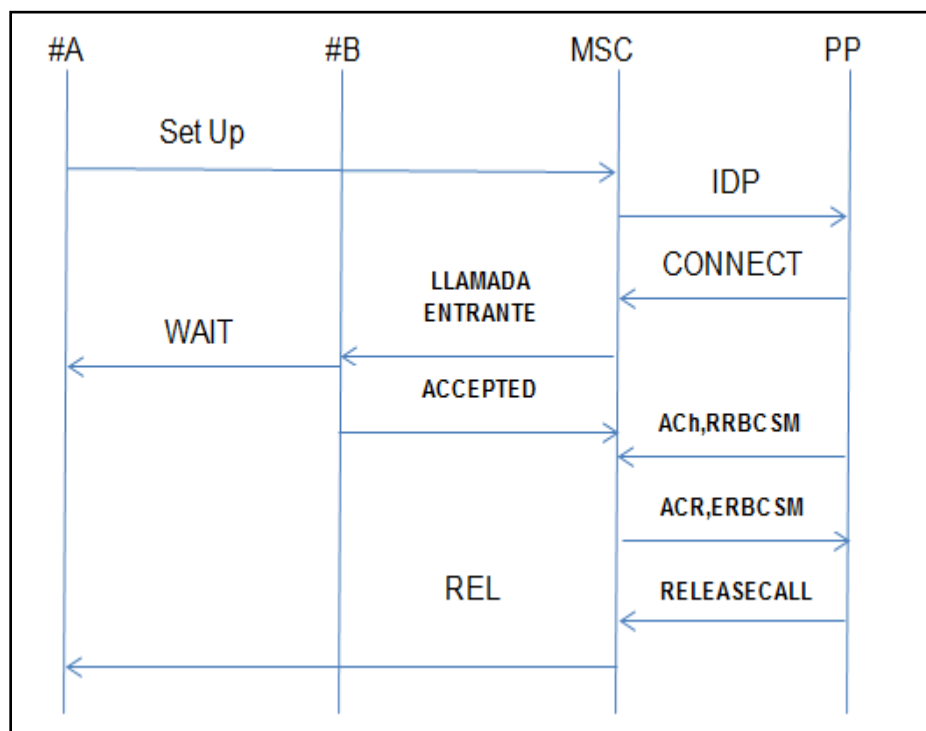 #A #B MSC PP
Set Up
IDP
CONNECT
LLAMADA
ENTRANTE
WAIT
ACCEPTED
ACh,RRBCSM
ACR,ERBCSM
REL
RELEASECALL